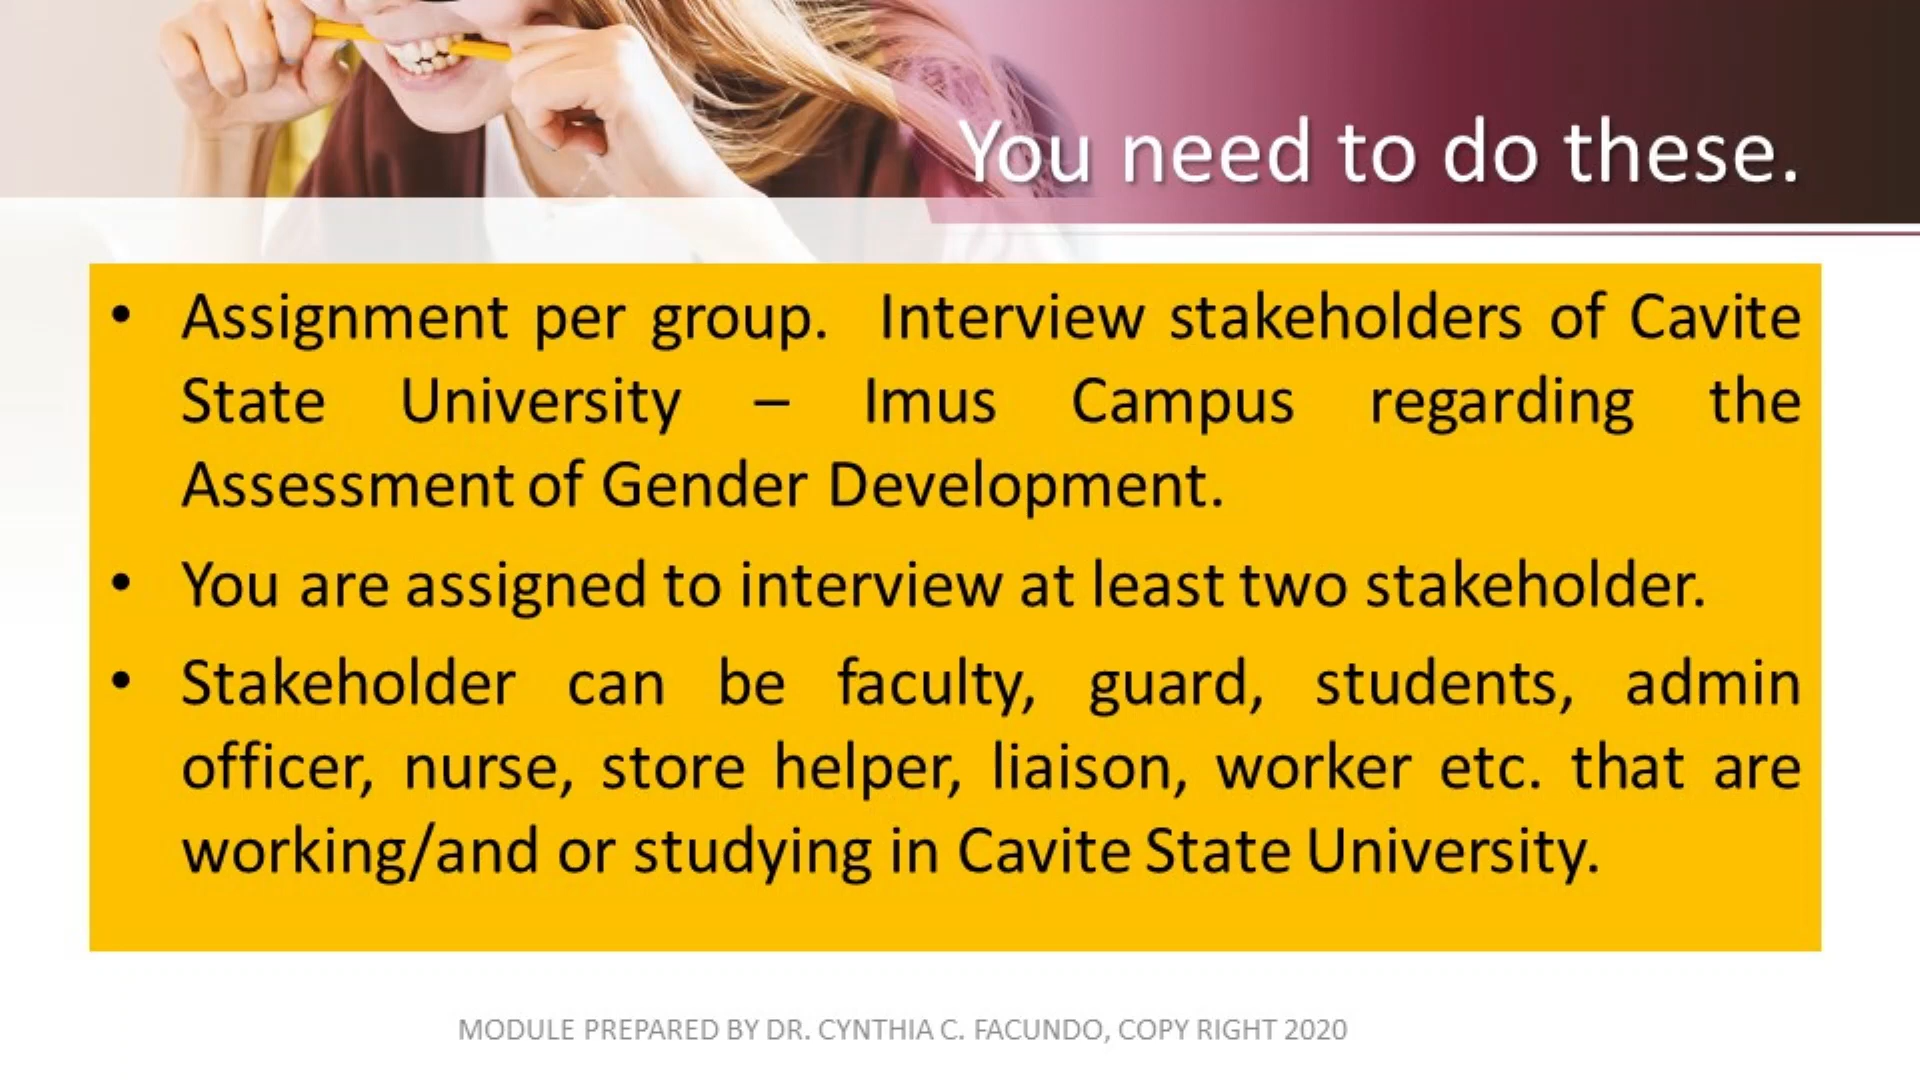 You need to do these.
• Assignment per group. Interview stakeholders of Cavite
State University – Imus Campus regarding the
Assessment of Gender Development.
• You are assigned to interview at least two stakeholder.
• Stakeholder can be faculty, guard, students, admin
officer, nurse, store helper, liaison, worker etc. that are
working/and or studying in Cavite State University.
MODULE PREPARED BY DR. CYNTHIA C. FACUNDO, COPY RIGHT 2020